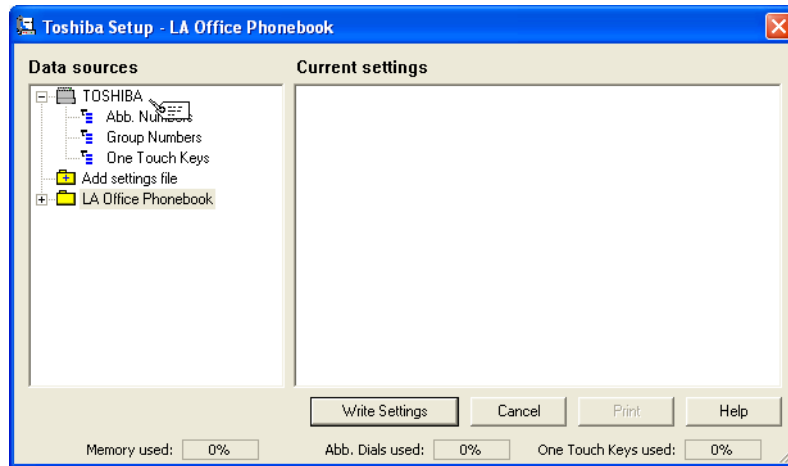 Toshiba Setup - LA Office Phonebook
Data sources
Current settings
TOSHIBA
Abb. Numbers
Group Numbers
One Touch Keys
Add settings file
LA Office Phonebook
Write Settings
Cancel
Print
Help
Memory used: 0%
Abb. Dials used: 0%
One Touch Keys used: 0%